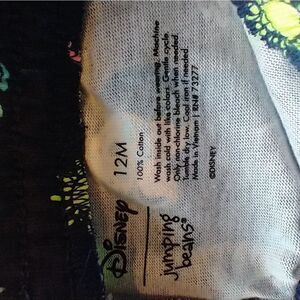 Disney
jumping
beans®
12M
100% Cotton
Wash inside out before wearing. Machine
wash cold with like colors. Gentle cycle.
Only non-chlorine bleach when needed.
Tumble dry low. Cool iron if needed.
Made in Vietnam | RN# 73277
©DISNEY